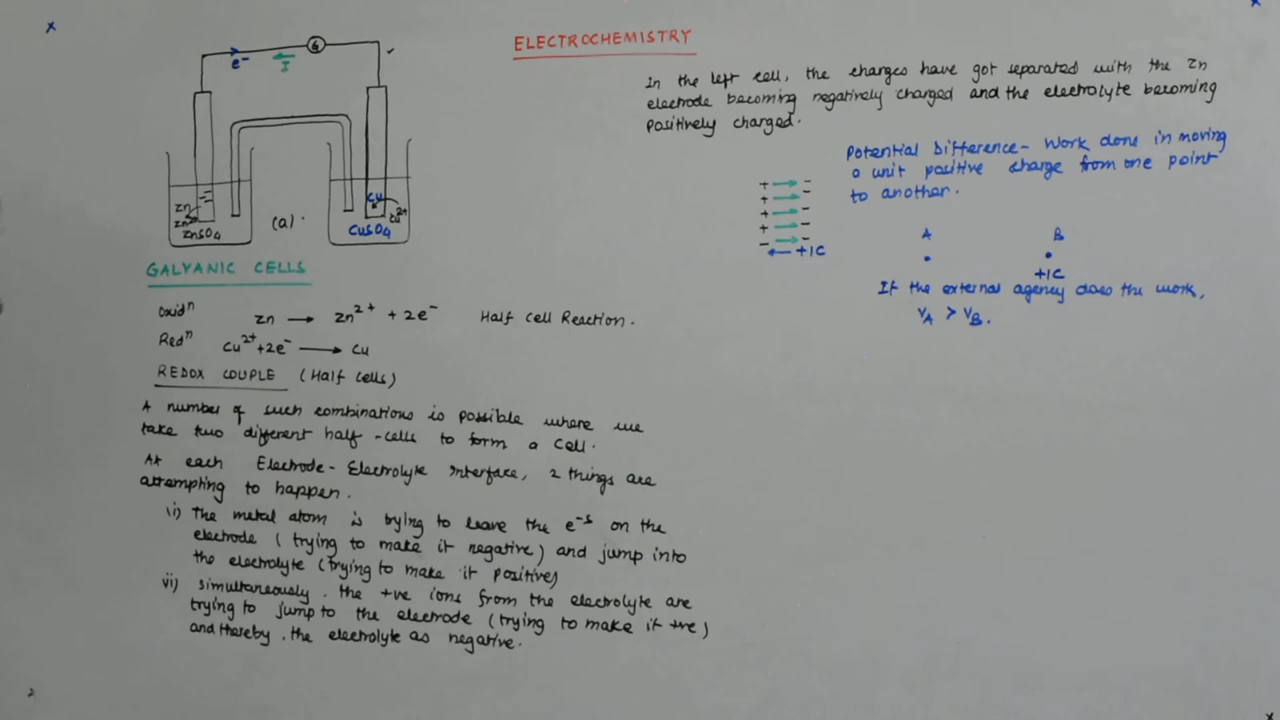 ELECTROCHEMISTRY
G
e⁻
I
Zn
Zn²⁺
ZnSO4
(a)
Cu
Cu²⁺
CuSO4
GALVANIC CELLS
Oxidⁿ Zn → Zn²⁺ + 2e⁻ Half Cell Reaction.
Redⁿ Cu²⁺+2e⁻ → Cu
REDOX COUPLE (Half Cells)
A number of such combinations is possible where we
take two different half-cells to form a cell.
At each Electrode-Electrolyte interface, 2 things are
attempting to happen.
i) The metal atom is trying to leave the e⁻s on the
electrode (trying to make it negative) and jump into
the electrolyte (trying to make it positive)
ii) simultaneously, the +ve ions from the electrolyte are
trying to jump to the electrode (trying to make it +ve)
and thereby, the electrolyte as negative.
In the left cell, the charges have got separated with the Zn
electrode becoming negatively charged and the electrolyte becoming
positively charged.
Potential Difference- Work done in moving
a unit positive charge from one point
to another.
+ → -
+ → -
+ → -
+ → -
- → -
← +1C
A B
+1C
If the external agency does the work,
VA > VB.
2